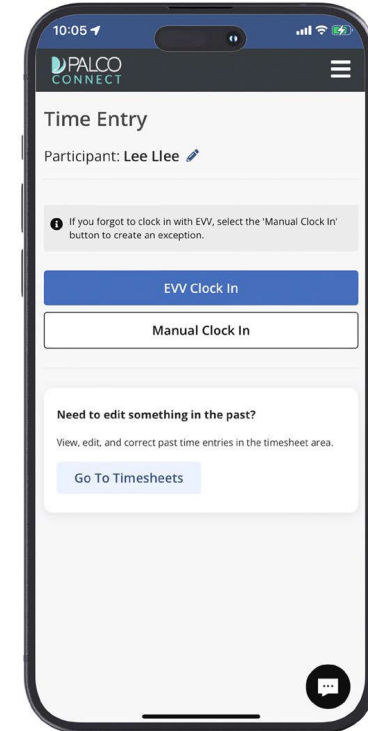 10:05
PALCO
CONNECT
Time Entry
Participant: Lee Llee
If you forgot to clock in with EVV, select the 'Manual Clock In'
button to create an exception.
EVV Clock In
Manual Clock In
Need to edit something in the past?
View, edit, and correct past time entries in the timesheet area.
Go To Timesheets